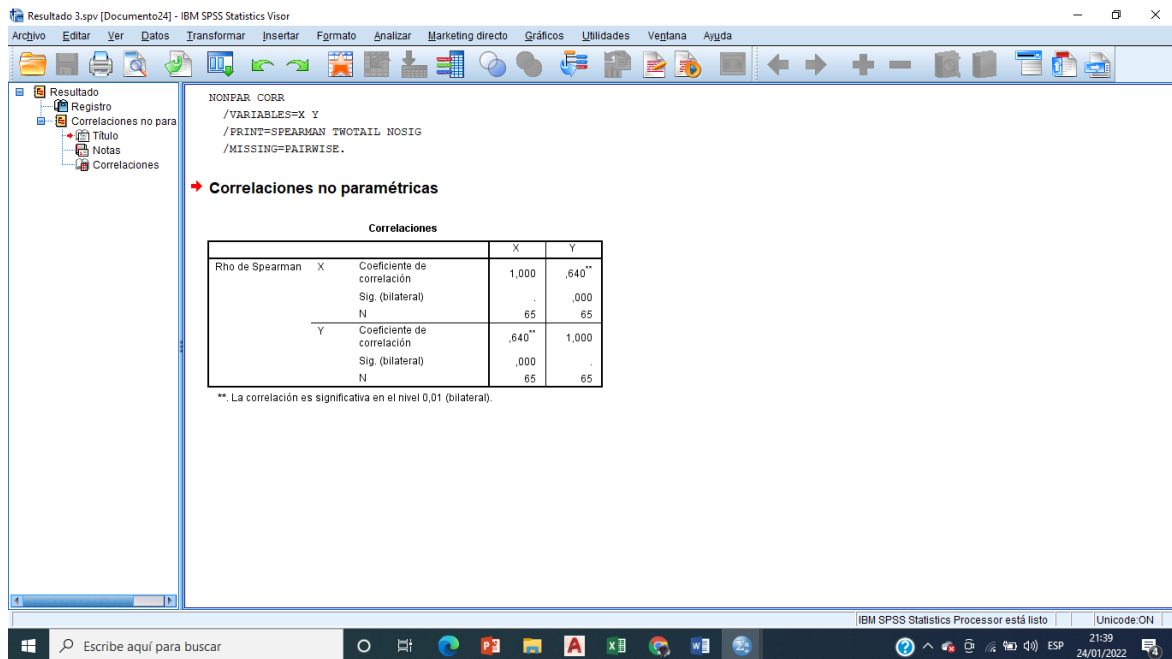 Resultado 3.spv [Documento24] - IBM SPSS Statistics Visor
Archivo Editar Ver Datos Transformar Insertar Formato Analizar Marketing directo Gráficos Utilidades Ventana Ayuda
Resultado
Registro
Correlaciones no para
Título
Notas
Correlaciones
NONPAR CORR
/VARIABLES=X Y
/PRINT=SPEARMAN TWOTAIL NOSIG
/MISSING=PAIRWISE.
Correlaciones no paramétricas
Correlaciones
X Y
Rho de Spearman X Coeficiente de correlación 1,000 ,640**
Sig. (bilateral) . ,000
N 65 65
Y Coeficiente de correlación ,640** 1,000
Sig. (bilateral) ,000 .
N 65 65
**. La correlación es significativa en el nivel 0,01 (bilateral).
IBM SPSS Statistics Processor está listo Unicode:ON
Escribe aquí para buscar
ESP
21:39
24/01/2022